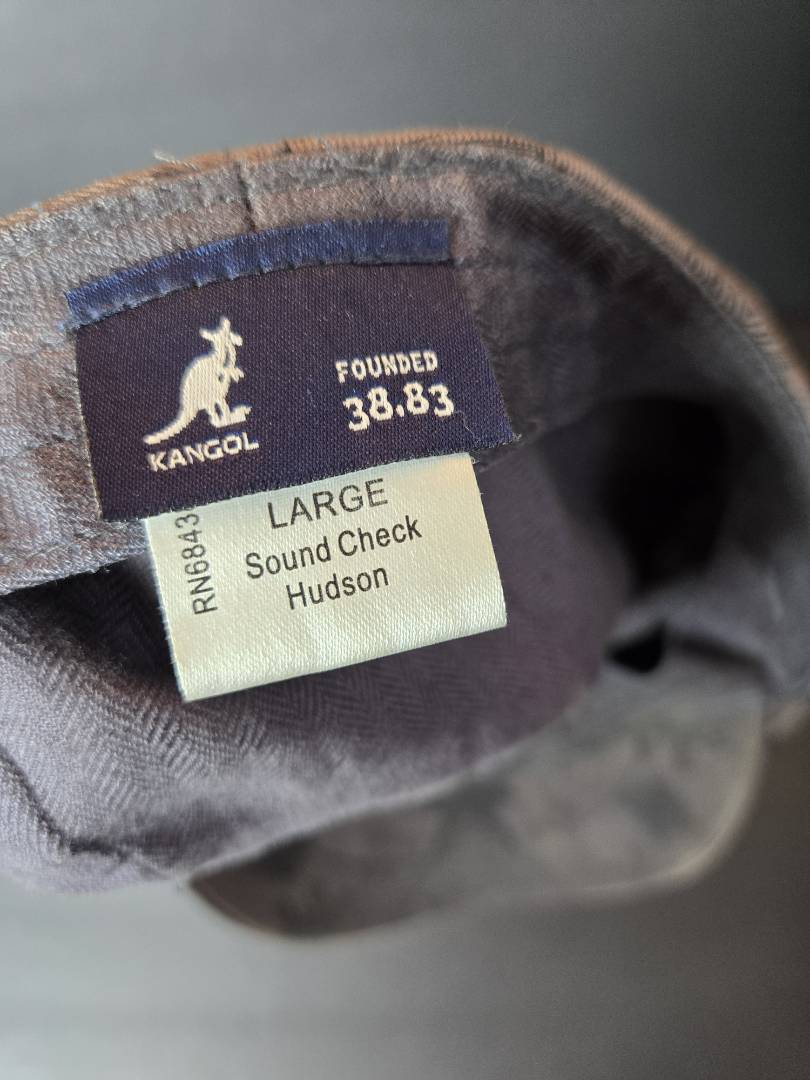 KANGOL
FOUNDED
38.83
LARGE
Sound Check
Hudson
RN6843